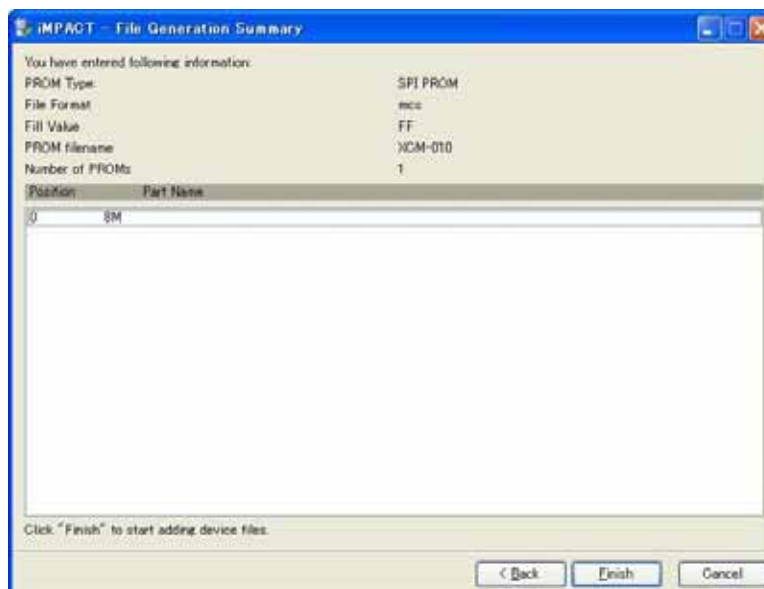 iMPACT - File Generation Summary
You have entered following information
PROM Type: SPI PROM
File Format mcs
Fill Value FF
PROM filename XCM-010
Number of PROMs 1
Position Part Name
0 8M
Click "Finish" to start adding device files.
< Back Finish Cancel